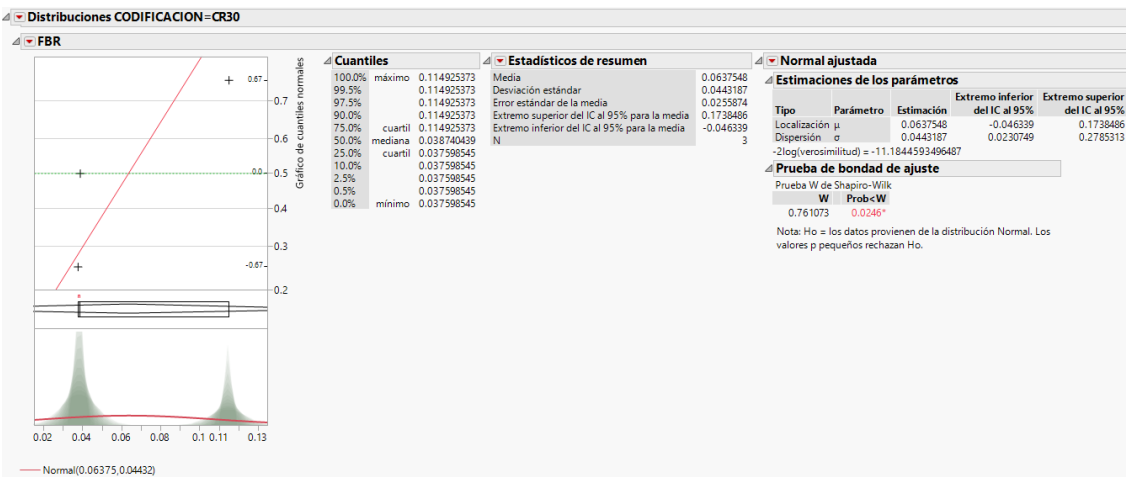 Distribuciones CODIFICACION=CR30
FBR
0.67
0.7
0.6
0.0
0.5
0.4
0.3
-0.67
0.2
Gráfico de cuantiles normales
0.02 0.04 0.06 0.08 0.1 0.11 0.13
Normal(0.06375,0.04432)
Cuantiles
100.0% máximo 0.114925373
99.5% 0.114925373
97.5% 0.114925373
90.0% 0.114925373
75.0% cuartil 0.114925373
50.0% mediana 0.038740439
25.0% cuartil 0.037598545
10.0% 0.037598545
2.5% 0.037598545
0.5% 0.037598545
0.0% mínimo 0.037598545
Estadísticos de resumen
Media 0.0637548
Desviación estándar 0.0443187
Error estándar de la media 0.0255874
Extremo superior del IC al 95% para la media 0.1738486
Extremo inferior del IC al 95% para la media -0.046339
N 3
Normal ajustada
Estimaciones de los parámetros
Extremo inferior Extremo superior
Tipo Parámetro Estimación del IC al 95% del IC al 95%
Localización μ 0.0637548 -0.046339 0.1738486
Dispersión σ 0.0443187 0.0230749 0.2785313
-2log(verosimilitud) = -11.1844593496487
Prueba de bondad de ajuste
Prueba W de Shapiro-Wilk
W Prob<W
0.761073 0.0246*
Nota: Ho = los datos provienen de la distribución Normal. Los
valores p pequeños rechazan Ho.